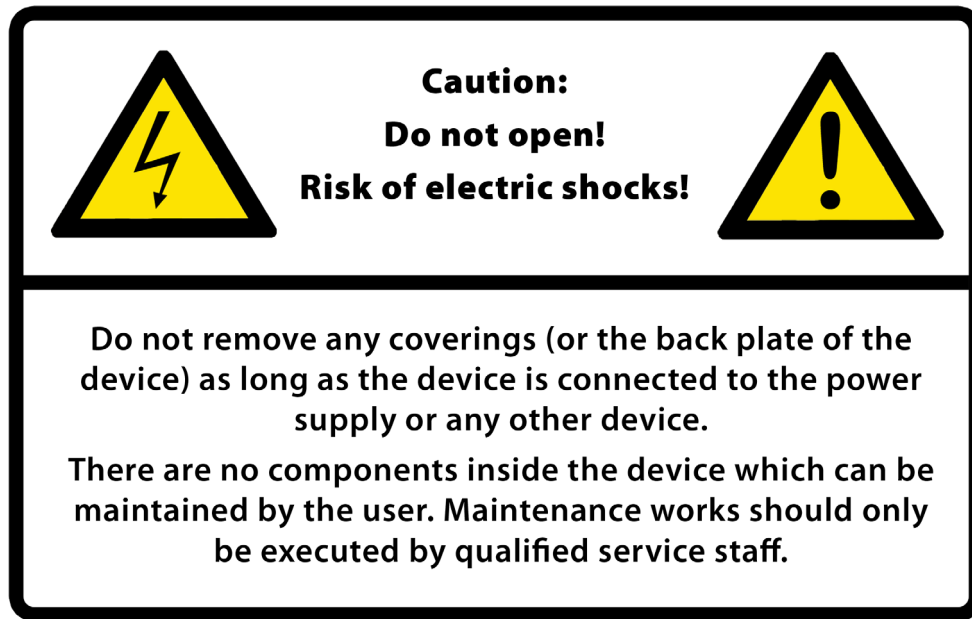 Caution:
Do not open!
Risk of electric shocks!
Do not remove any coverings (or the back plate of the
device) as long as the device is connected to the power
supply or any other device.
There are no components inside the device which can be
maintained by the user. Maintenance works should only
be executed by qualified service staff.